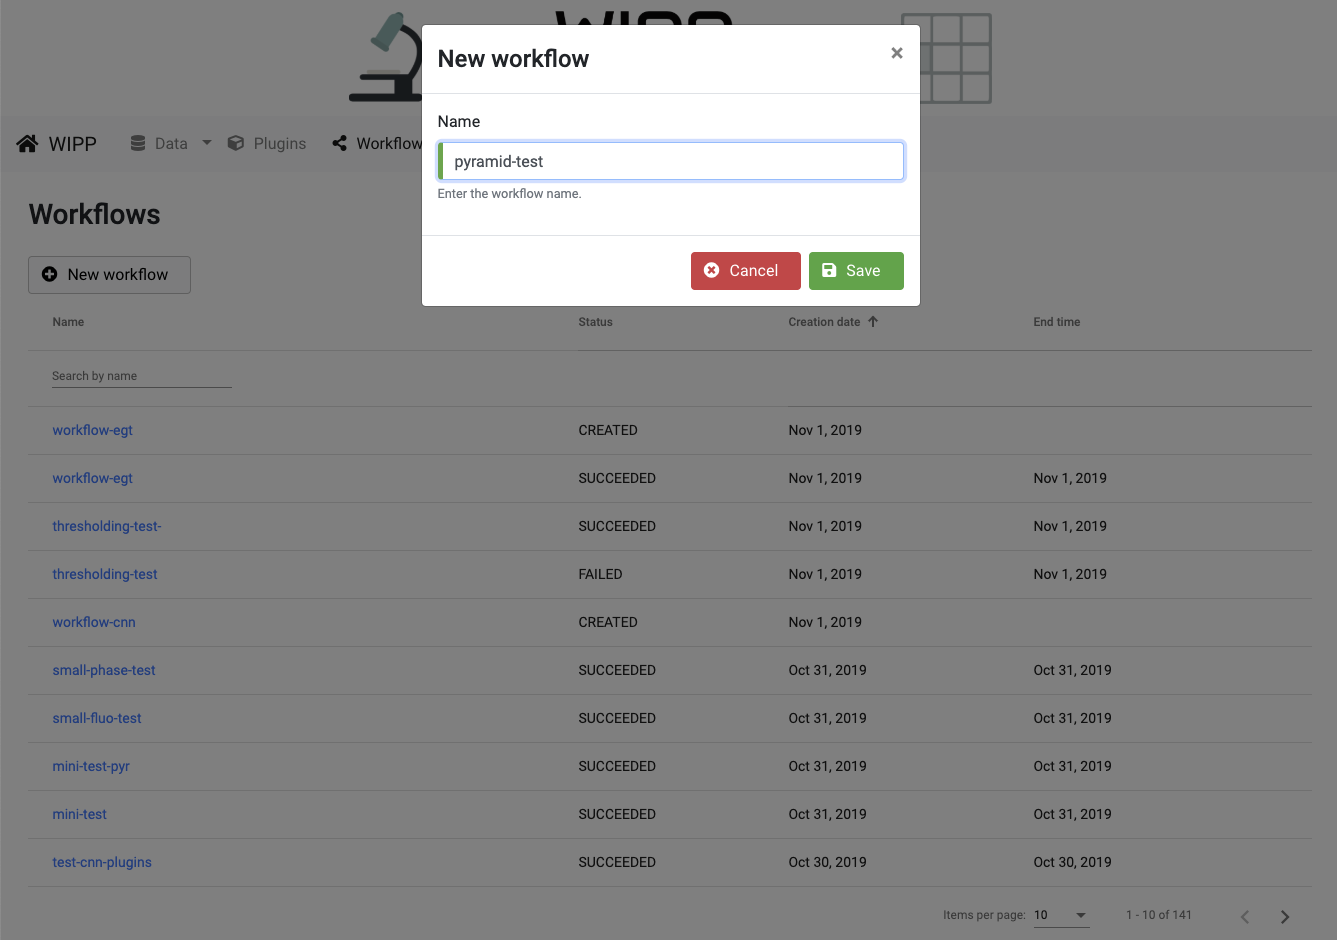 New workflow
×
Name
pyramid-test
Enter the workflow name.
Cancel
Save
WIPP
Data
Plugins
Workflow
Workflows
New workflow
Name Status Creation date End time
Search by name
workflow-egt CREATED Nov 1, 2019
workflow-egt SUCCEEDED Nov 1, 2019 Nov 1, 2019
thresholding-test- SUCCEEDED Nov 1, 2019 Nov 1, 2019
thresholding-test FAILED Nov 1, 2019 Nov 1, 2019
workflow-cnn CREATED Nov 1, 2019
small-phase-test SUCCEEDED Oct 31, 2019 Oct 31, 2019
small-fluo-test SUCCEEDED Oct 31, 2019 Oct 31, 2019
mini-test-pyr SUCCEEDED Oct 31, 2019 Oct 31, 2019
mini-test SUCCEEDED Oct 31, 2019 Oct 31, 2019
test-cnn-plugins SUCCEEDED Oct 30, 2019 Oct 30, 2019
Items per page: 10 1 - 10 of 141